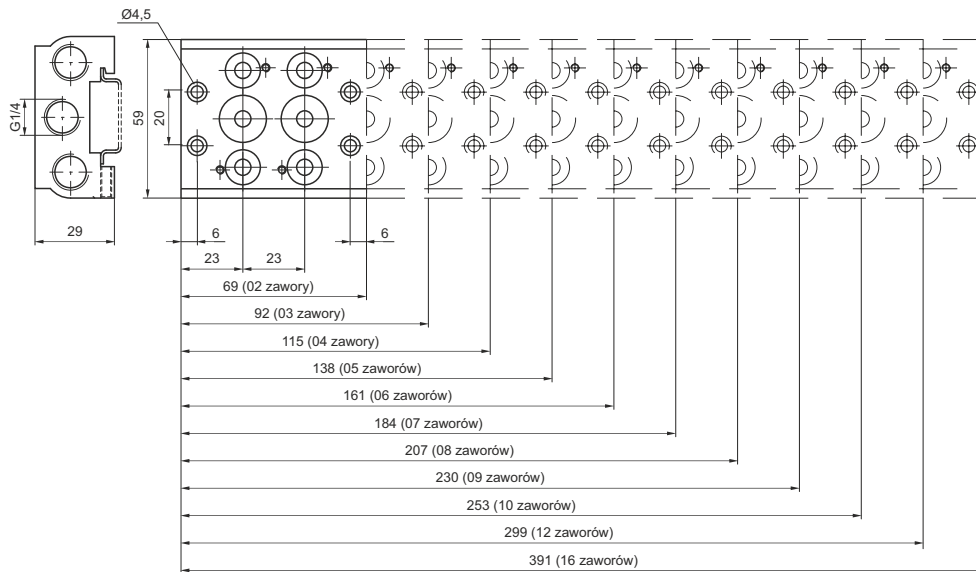 Ø4,5
G1/4
59
20
29
6
6
23
23
69 (02 zawory)
92 (03 zawory)
115 (04 zawory)
138 (05 zaworów)
161 (06 zaworów)
184 (07 zaworów)
207 (08 zaworów)
230 (09 zaworów)
253 (10 zaworów)
299 (12 zaworów)
391 (16 zaworów)